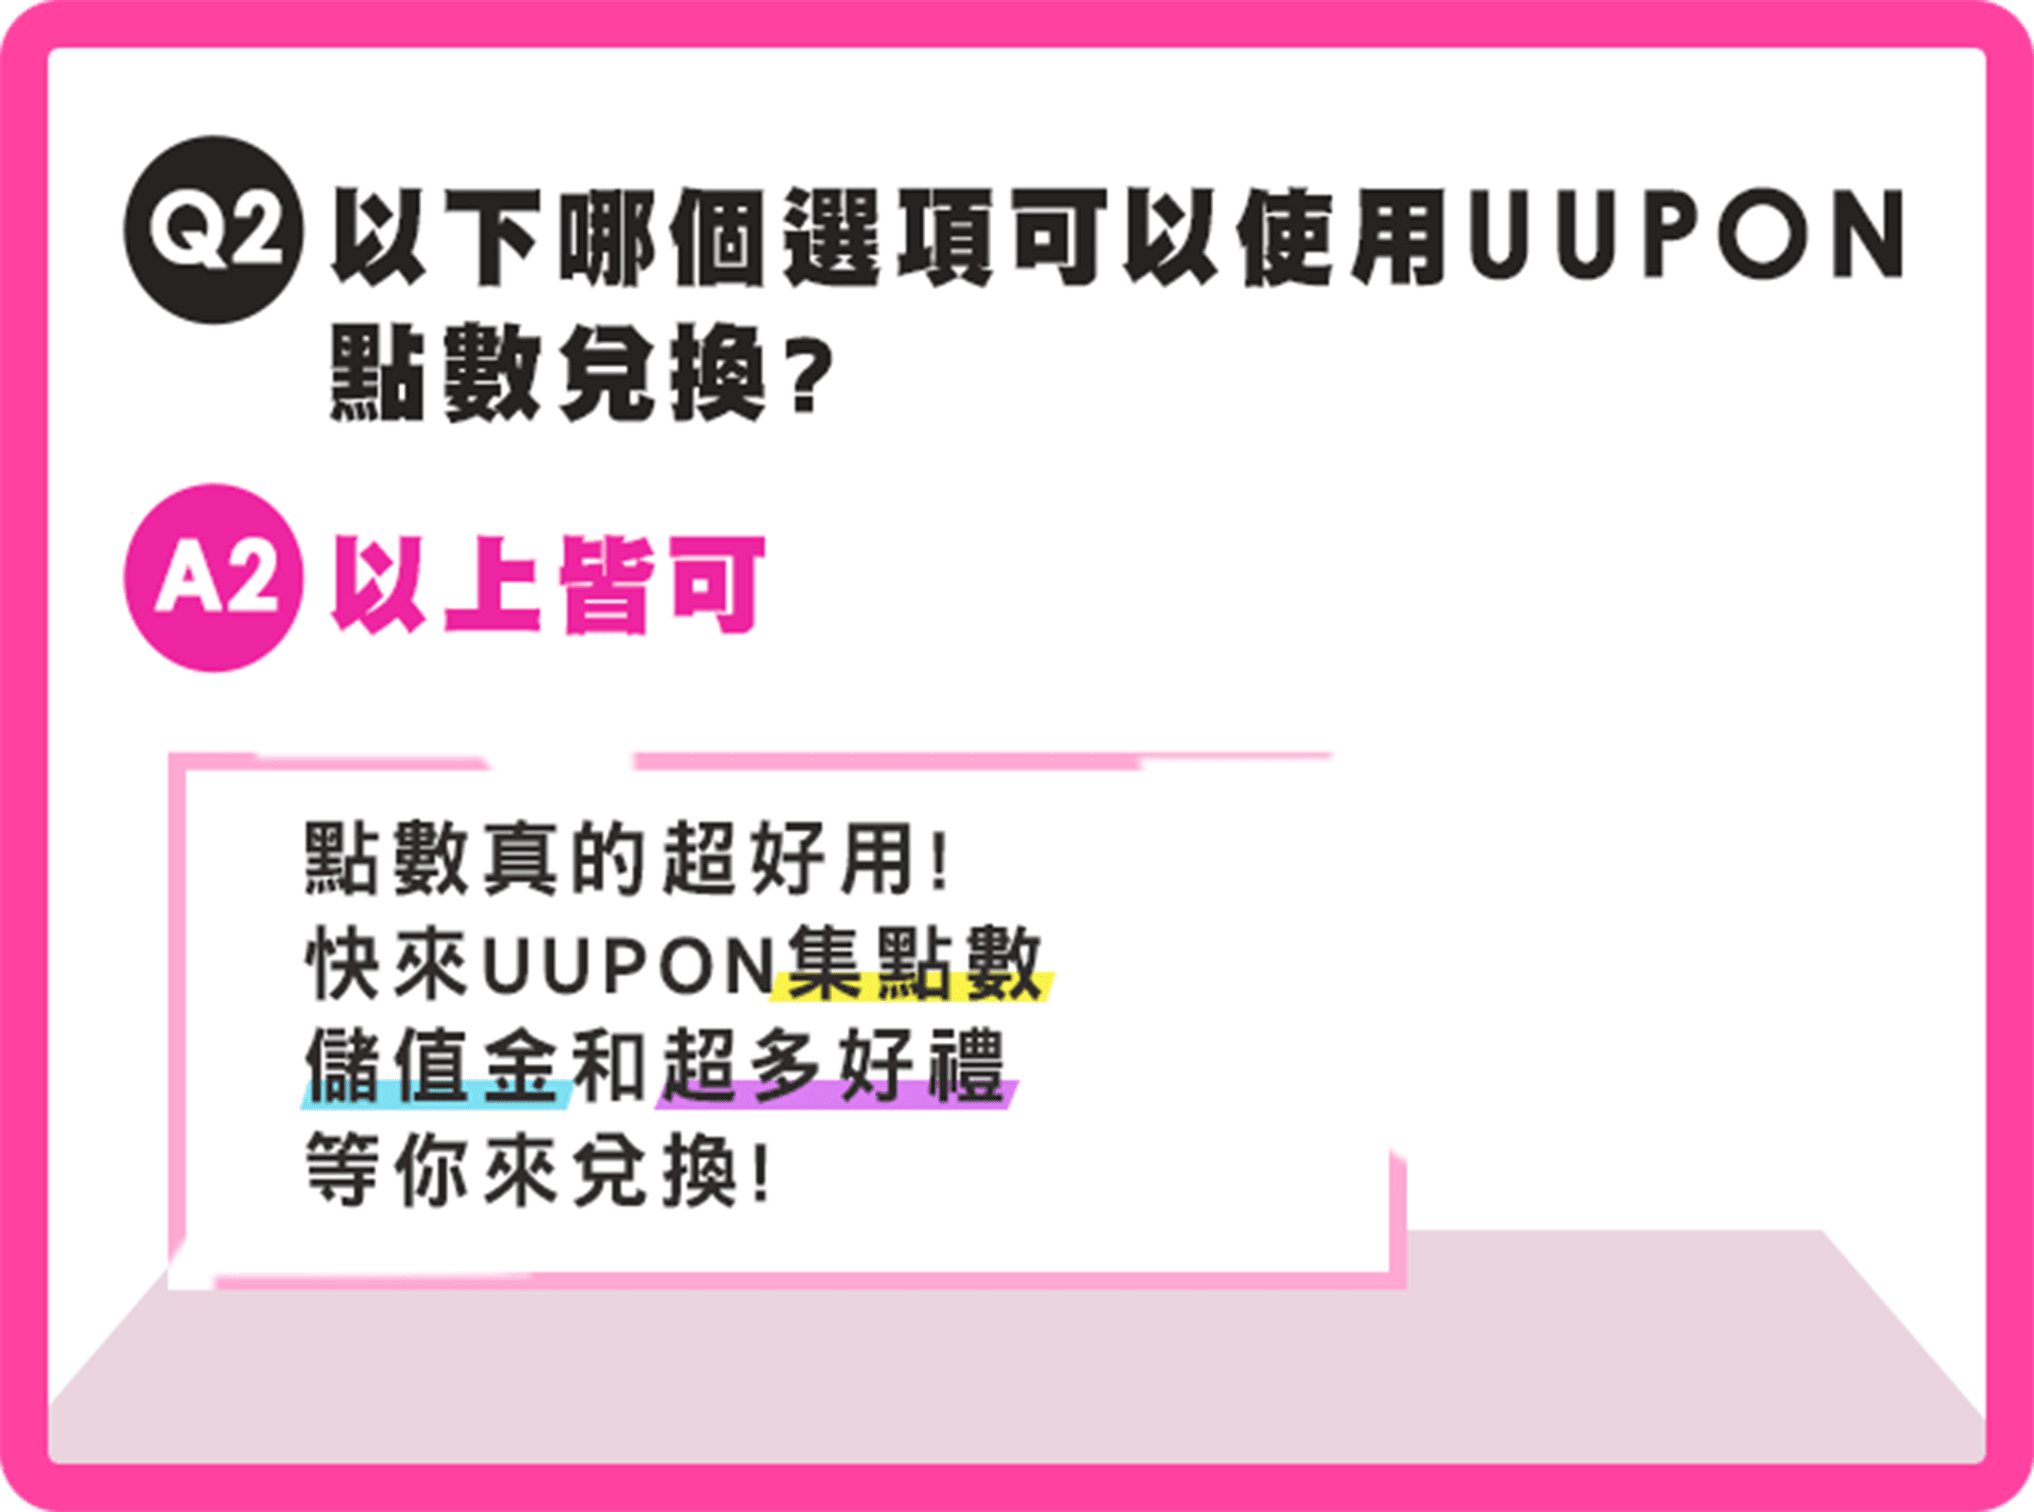 Q2 以下哪個選項可以使用UUPON
點數兌換?
A2 以上皆可
點數真的超好用!
快來UUPON集點數
儲值金和超多好禮
等你來兌換!